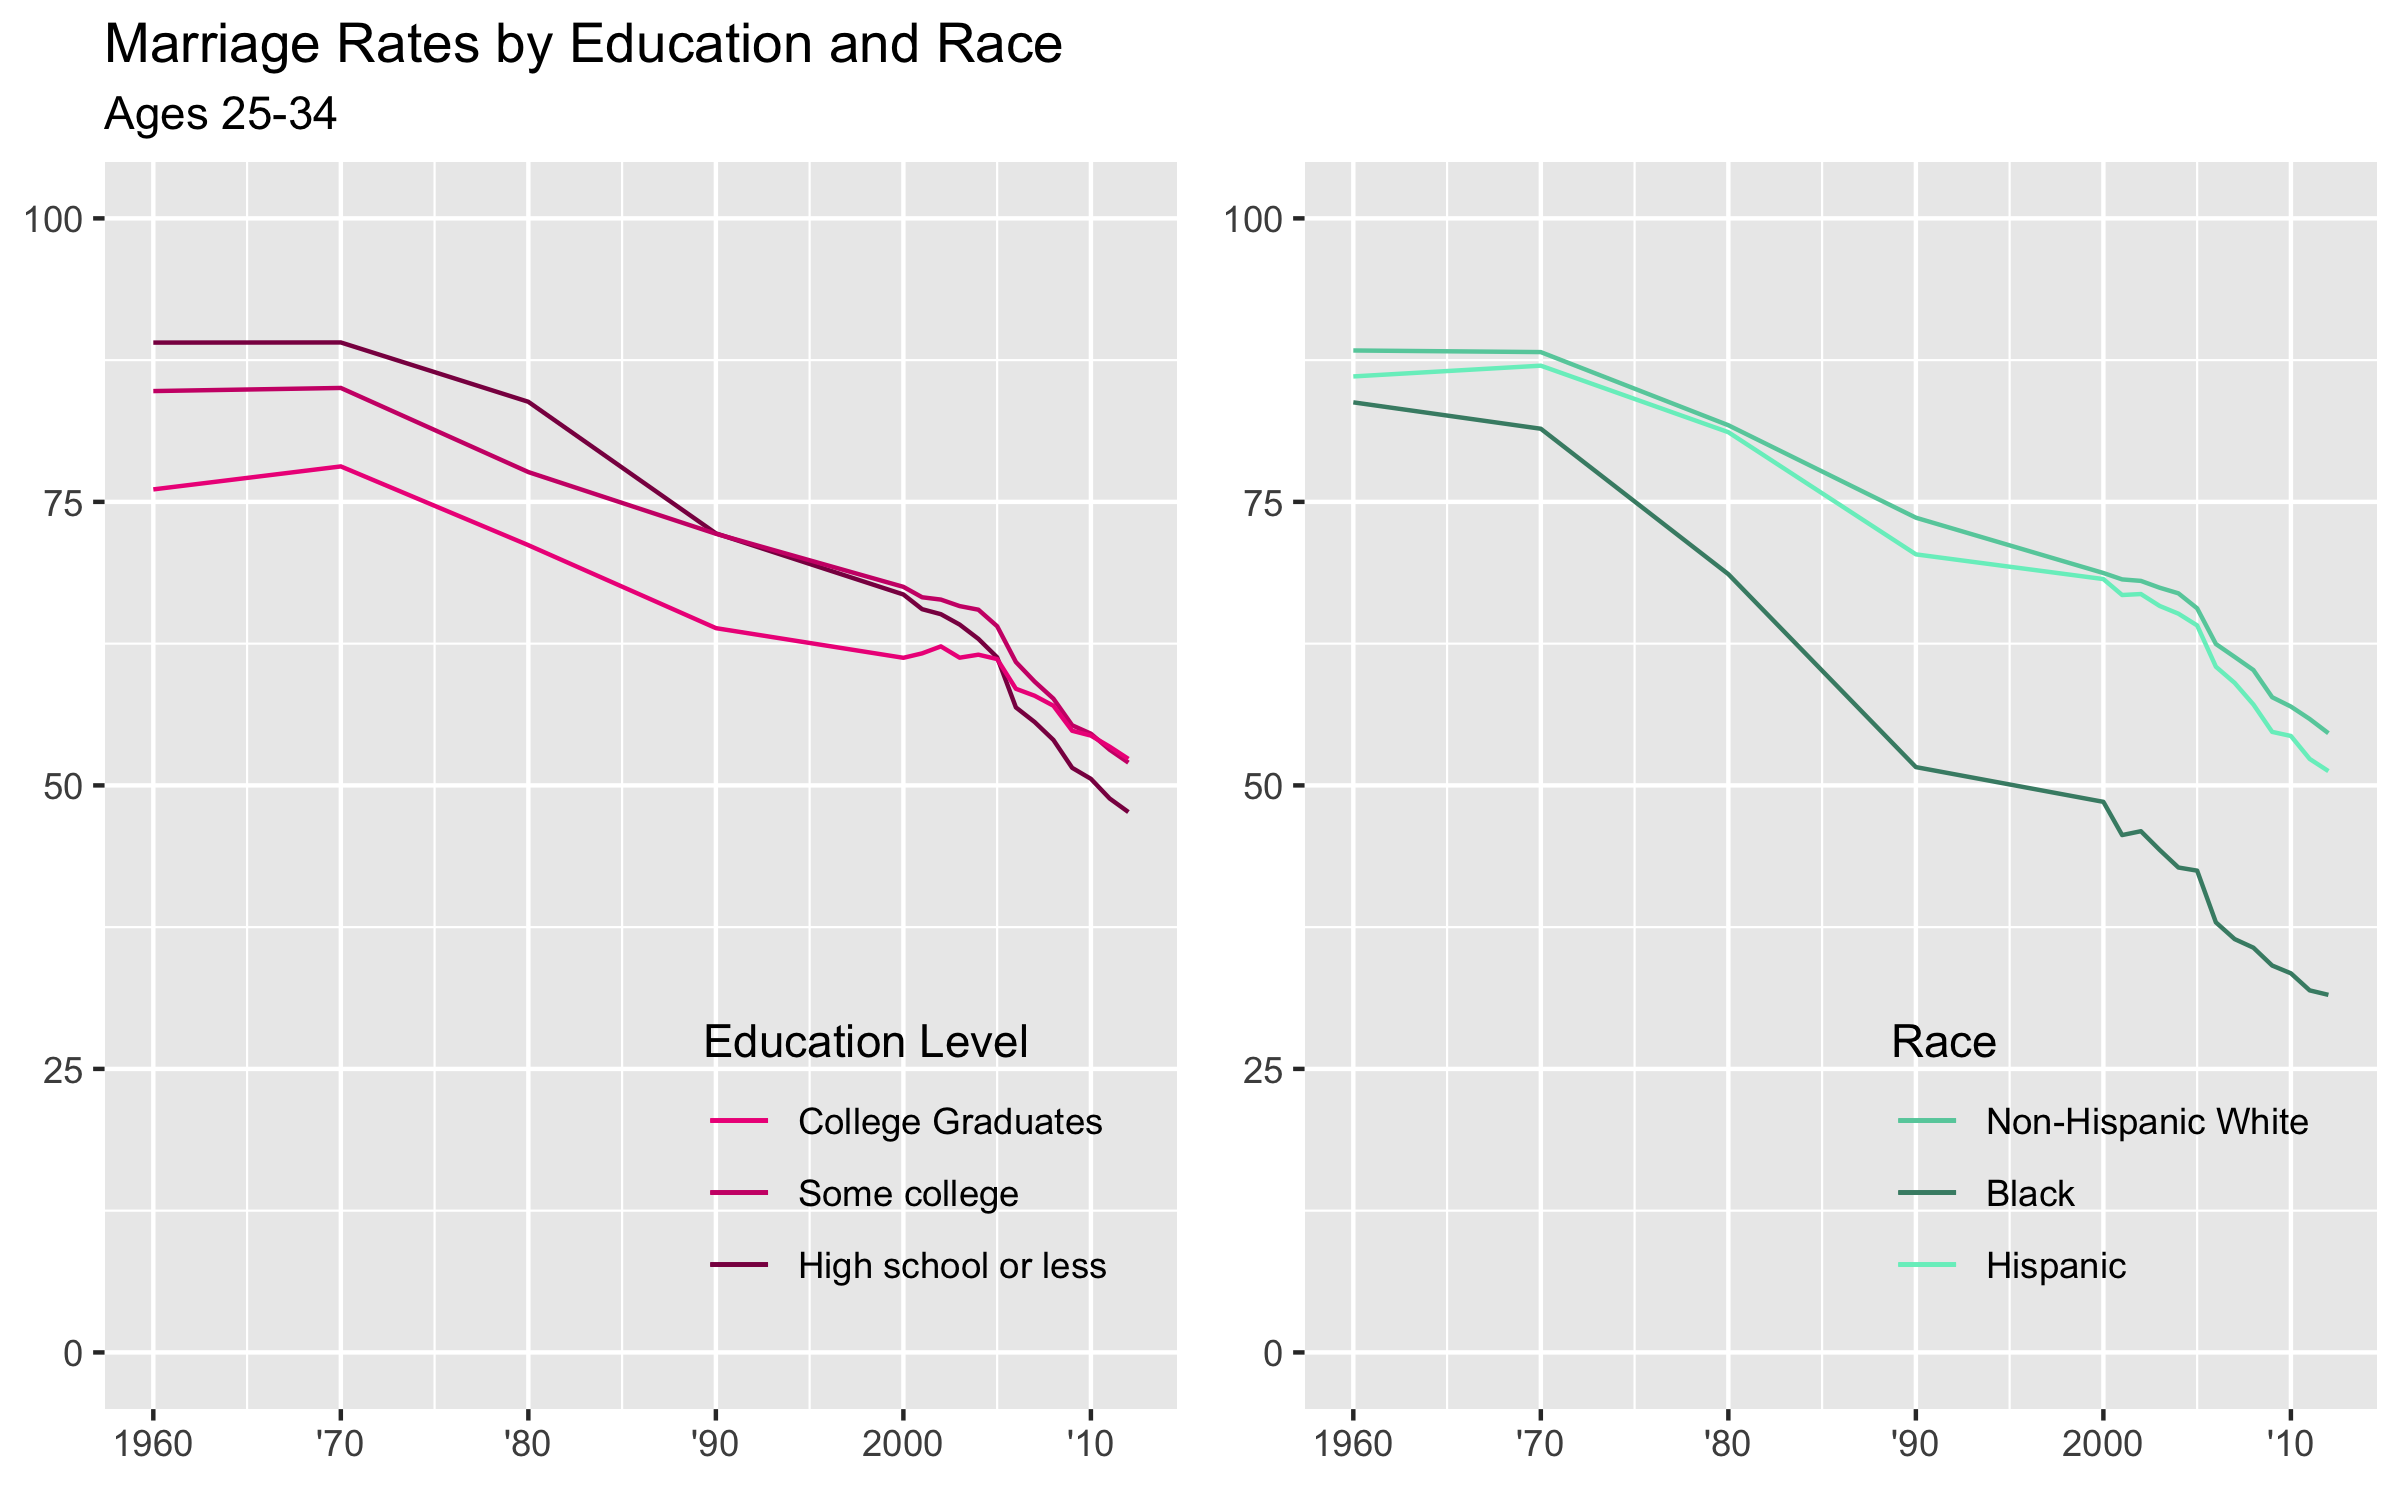 Marriage Rates by Education and Race
Ages 25-34
100
75
50
25
0
1960 '70 '80 '90 2000 '10
Education Level
College Graduates
Some college
High school or less
100
75
50
25
0
1960 '70 '80 '90 2000 '10
Race
Non-Hispanic White
Black
Hispanic